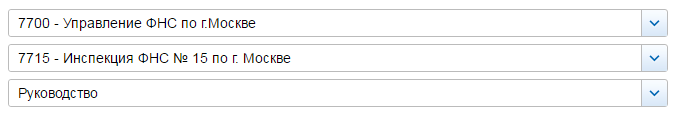 7700 - Управление ФНС по г.Москве
7715 - Инспекция ФНС № 15 по г. Москве
Руководство